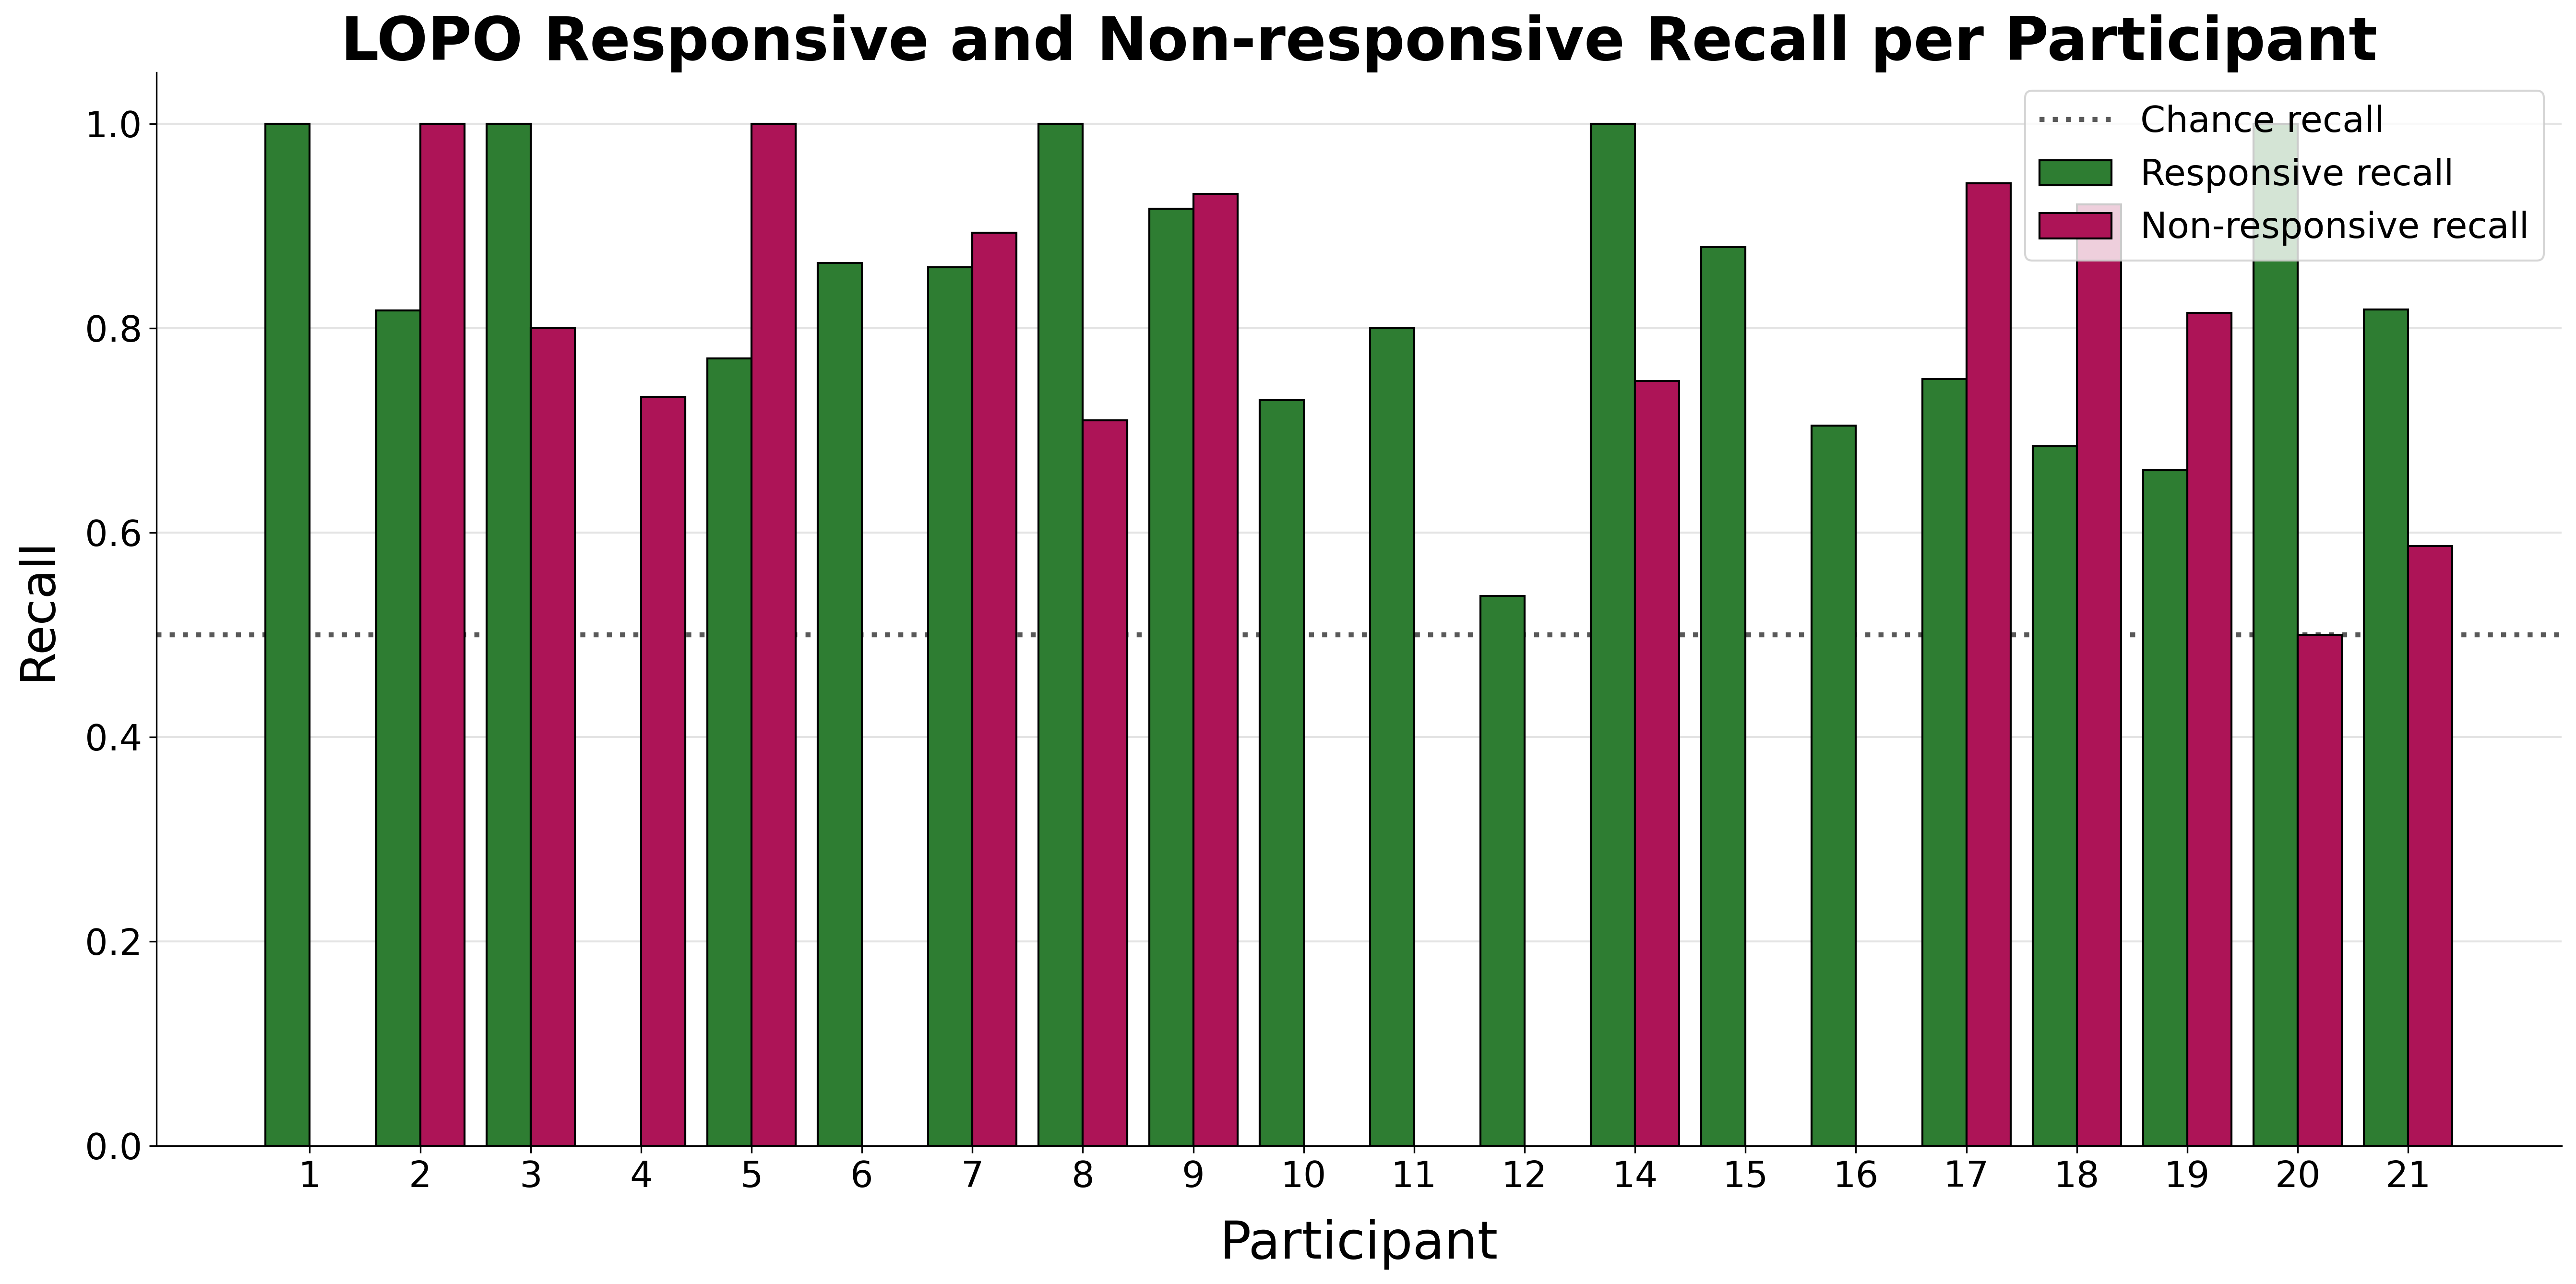 LOPO Responsive and Non-responsive Recall per Participant
Chance recall
Responsive recall
Non-responsive recall
1.0
0.8
0.6
0.4
0.2
0.0
Recall
1 2 3 4 5 6 7 8 9 10 11 12 14 15 16 17 18 19 20 21
Participant